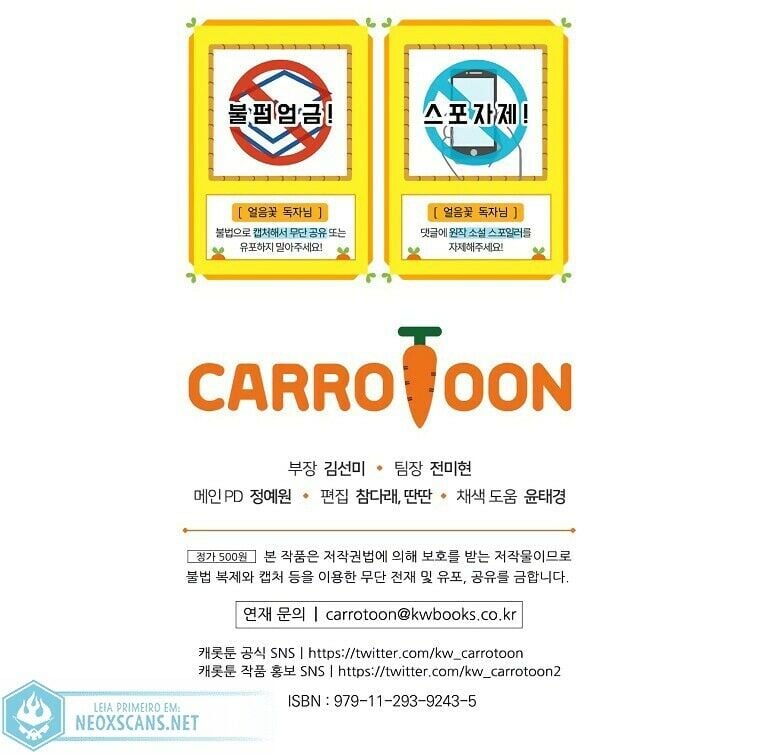 불펌엄금!
스포자제!
[ 얼음꽃 독자님 ]
불법으로 캡처해서 무단 공유 또는
유포하지 말아주세요!
[ 얼음꽃 독자님 ]
댓글에 원작 소설 스포일러를
자제해주세요!
CARROTOON
부장 김선미 • 팀장 전미현
메인 PD 정예원 • 편집 참다래, 딴딴 • 채색 도움 윤태경
정가 500원 본 작품은 저작권법에 의해 보호를 받는 저작물이므로
불법 복제와 캡처 등을 이용한 무단 전재 및 유포, 공유를 금합니다.
연재 문의 | carrotoon@kwbooks.co.kr
캐롯툰 공식 SNS | https://twitter.com/kw_carrotoon
캐롯툰 작품 홍보 SNS | https://twitter.com/kw_carrotoon2
ISBN : 979-11-293-9243-5
LEIA PRIMEIRO EM:
NEOXSCANS.NET